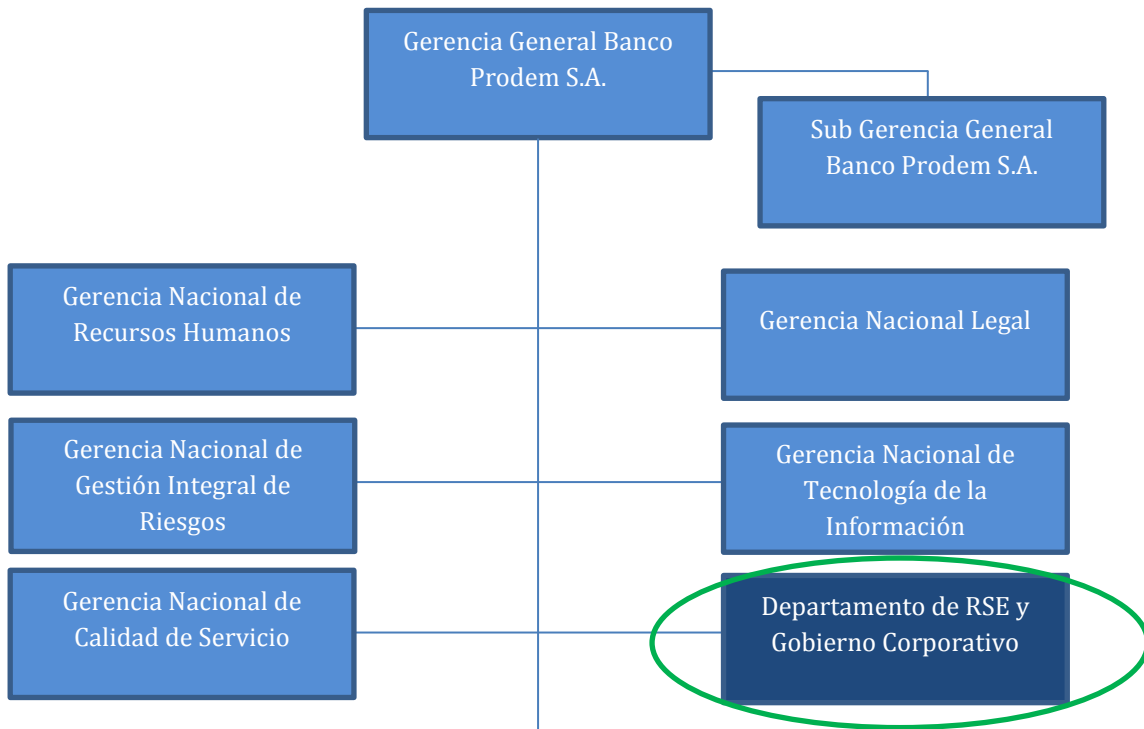 Gerencia General Banco
Prodem S.A.
Sub Gerencia General
Banco Prodem S.A.
Gerencia Nacional de
Recursos Humanos
Gerencia Nacional Legal
Gerencia Nacional de
Gestión Integral de
Riesgos
Gerencia Nacional de
Tecnología de la
Información
Gerencia Nacional de
Calidad de Servicio
Departamento de RSE y
Gobierno Corporativo